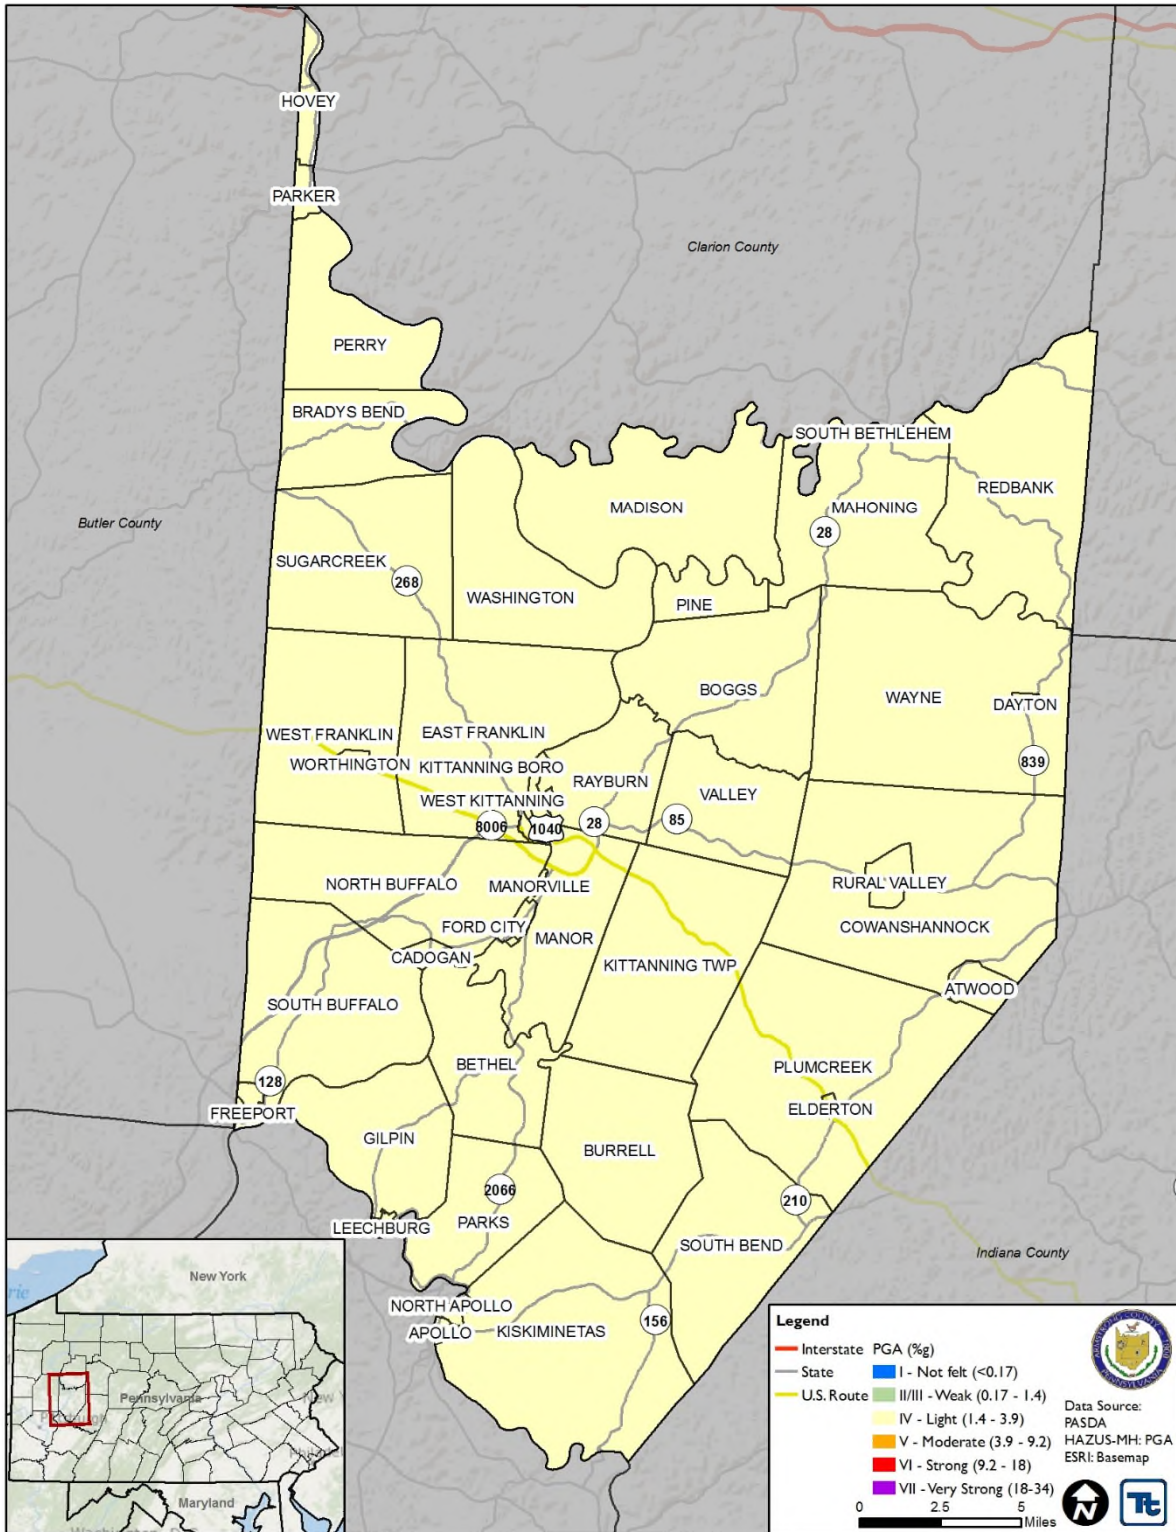 HOVEY
PARKER
Clarion County
PERRY
BRADYS BEND
SOUTH BETHLEHEM
REDBANK
MADISON
MAHONING
Butler County
28
SUGARCREEK
268
WASHINGTON
PINE
BOGGS
WAYNE
DAYTON
WEST FRANKLIN
EAST FRANKLIN
WORTHINGTON
KITTANNING BORO
RAYBURN
839
WEST KITTANNING
VALLEY
8006
1040
28
85
NORTH BUFFALO
MANORVILLE
RURAL VALLEY
FORD CITY
MANOR
COWANSHANNOCK
CADOGAN
KITTANNING TWP
ATWOOD
SOUTH BUFFALO
BETHEL
PLUMCREEK
128
FREEPORT
ELDERTON
GILPIN
BURRELL
2066
210
LEECHBURG
PARKS
SOUTH BEND
Indiana County
NORTH APOLLO
APOLLO
KISKIMINETAS
156
New York
Pennsylvania
Maryland
Legend
Interstate
State
U.S. Route
PGA (%g)
I - Not felt (<0.17)
II/III - Weak (0.17 - 1.4)
IV - Light (1.4 - 3.9)
V - Moderate (3.9 - 9.2)
VI - Strong (9.2 - 18)
VII - Very Strong (18-34)
ARMSTRONG COUNTY
PENNSYLVANIA
Data Source:
PASDA
HAZUS-MH: PGA
ESRI: Basemap
0 2.5 5
Miles
N
Tt